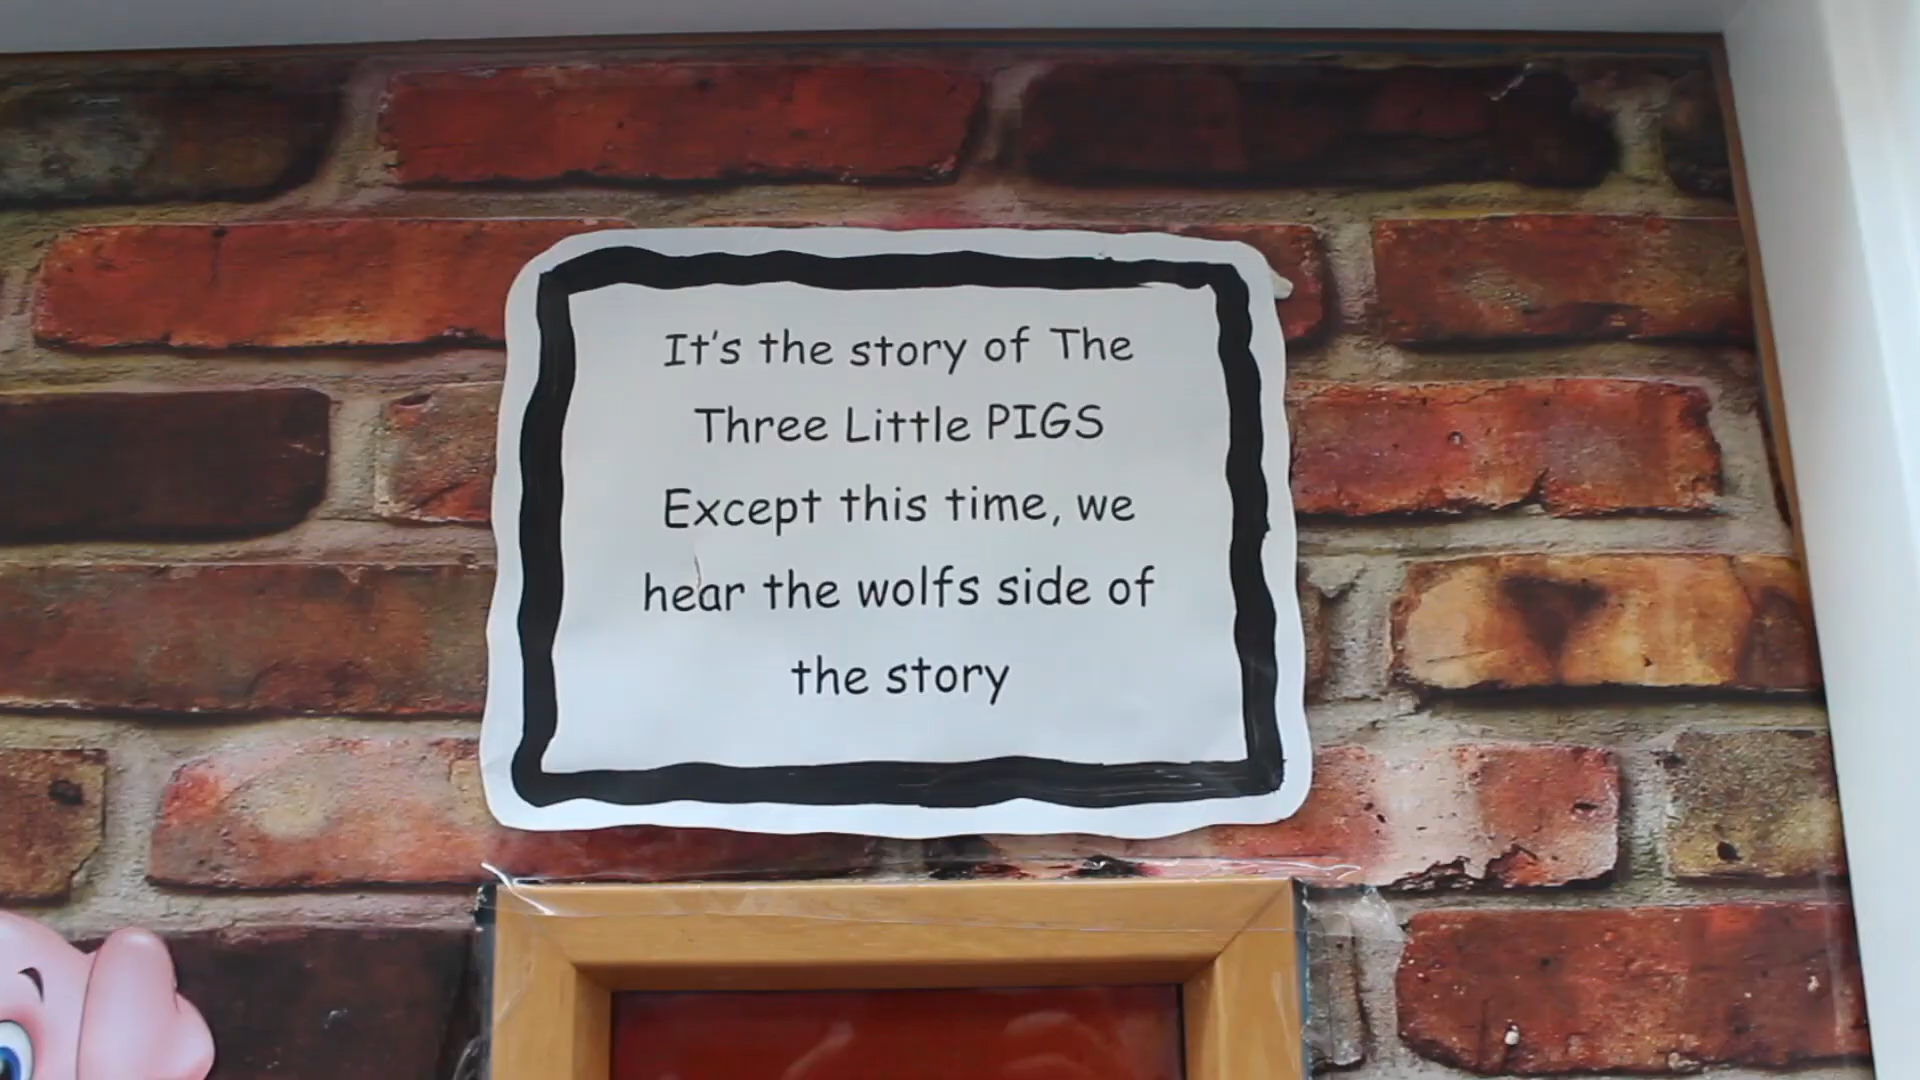 It's the story of The
Three Little PIGS
Except this time, we
hear the wolfs side of
the story